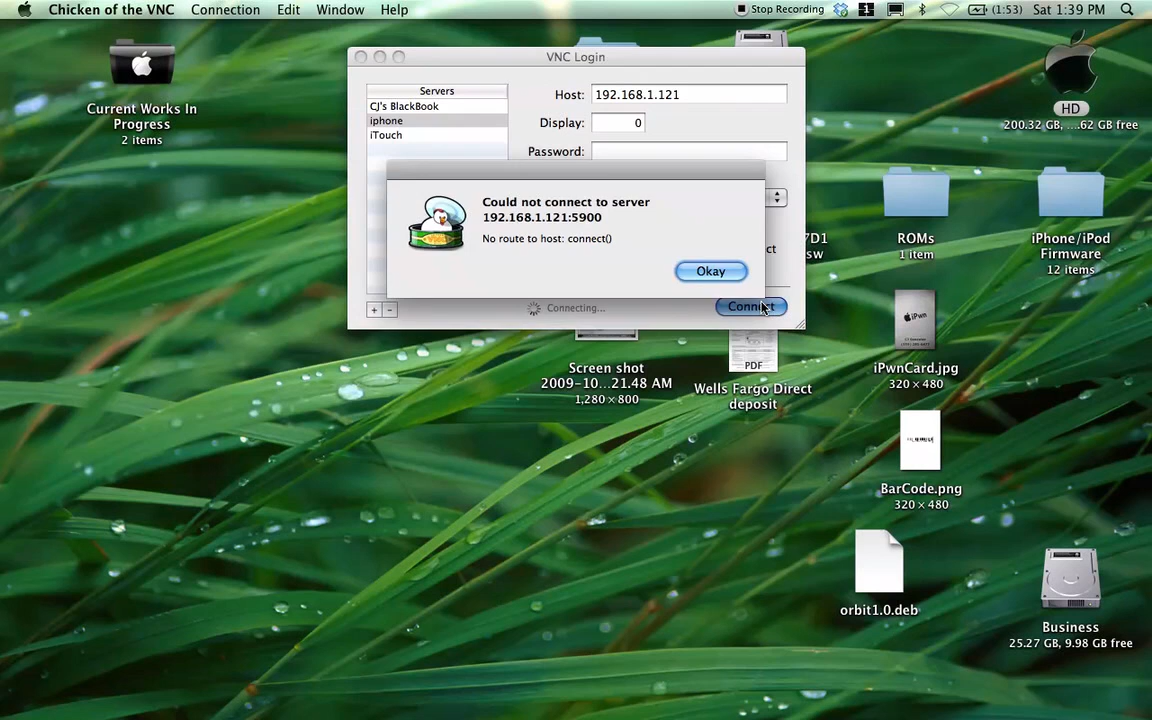 Chicken of the VNC Connection Edit Window Help
Stop Recording (1:53) Sat 1:39 PM
VNC Login
Servers
CJ's BlackBook
iphone
iTouch
Host: 192.168.1.121
Display: 0
Password:
Could not connect to server
192.168.1.121:5900
No route to host: connect()
Okay
ect
+ -
Connecting...
Connect
Current Works In
Progress
2 items
HD
200.32 GB, ....62 GB free
7D1
sw
ROMs
1 item
iPhone/iPod
Firmware
12 items
iPwn
iPwnCard.jpg
320 × 480
Screen shot
2009-10...21.48 AM
1,280 × 800
PDF
Wells Fargo Direct
deposit
BarCode.png
320 × 480
orbit1.0.deb
Business
25.27 GB, 9.98 GB free